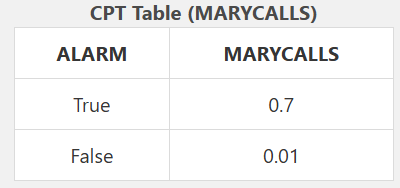 CPT Table (MARYCALLS)
ALARM MARYCALLS
True 0.7
False 0.01